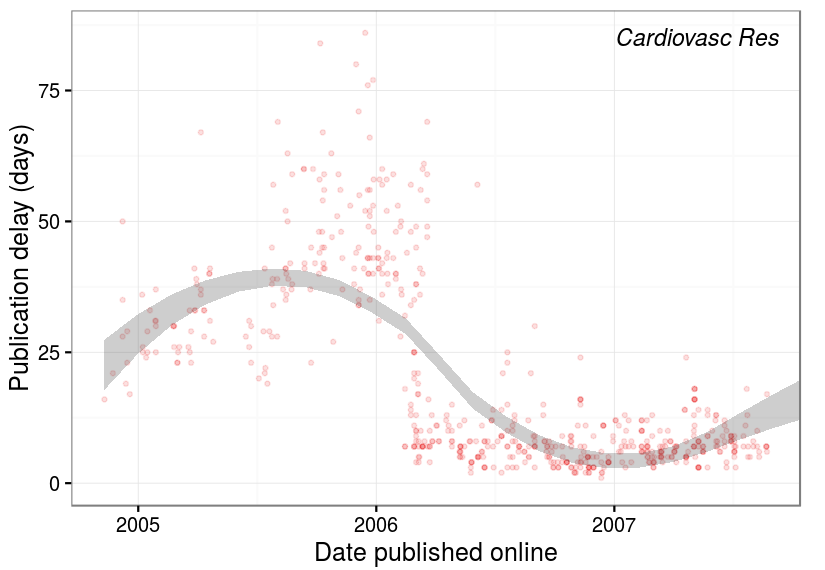 Cardiovasc Res
Publication delay (days)
75
50
25
0
2005 2006 2007
Date published online